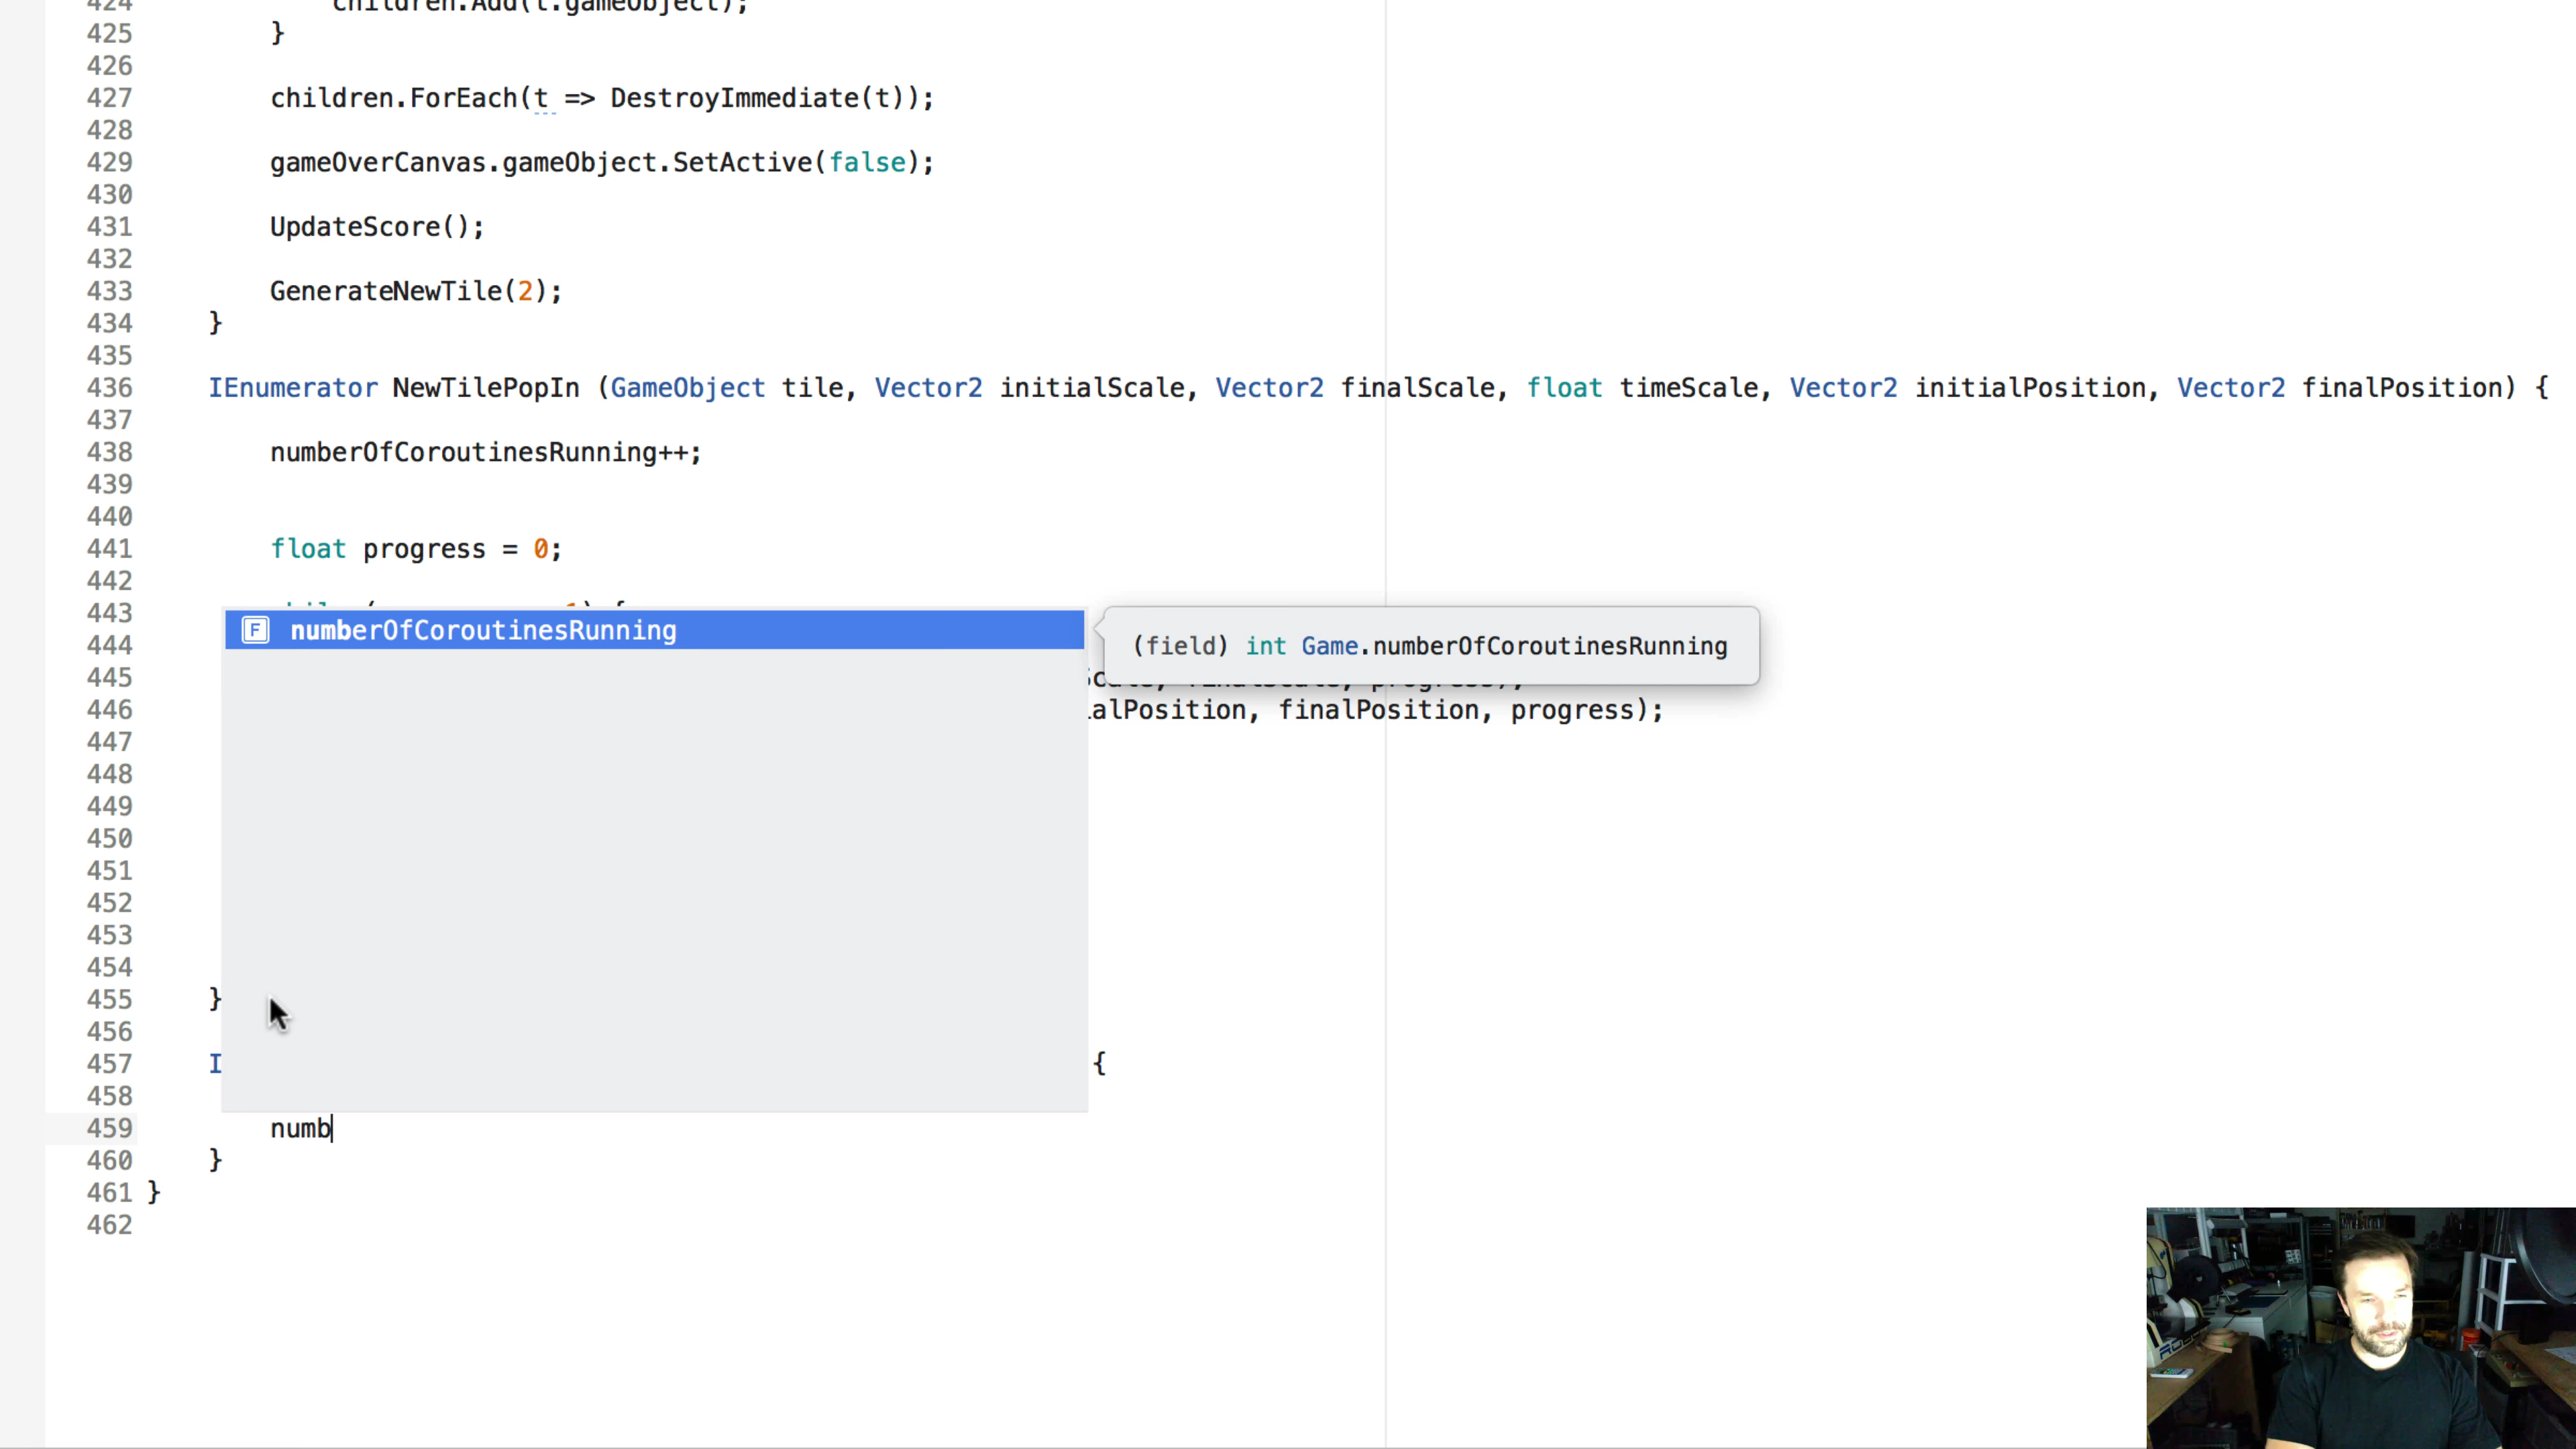 424 children.Add(t.gameObject);
425 }
426
427 children.ForEach(t => DestroyImmediate(t));
428
429 gameOverCanvas.gameObject.SetActive(false);
430
431 UpdateScore();
432
433 GenerateNewTile(2);
434 }
435
436 IEnumerator NewTilePopIn (GameObject tile, Vector2 initialScale, Vector2 finalScale, float timeScale, Vector2 initialPosition, Vector2 finalPosition) {
437
438 numberOfCoroutinesRunning++;
439
440
441 float progress = 0;
442
443
F numberOfCoroutinesRunning
(field) int Game.numberOfCoroutinesRunning
444
445
446 alPosition, finalPosition, progress);
447
448
449
450
451
452
453
454
455 }
456
457 I {
458
459 numb
460 }
461 }
462